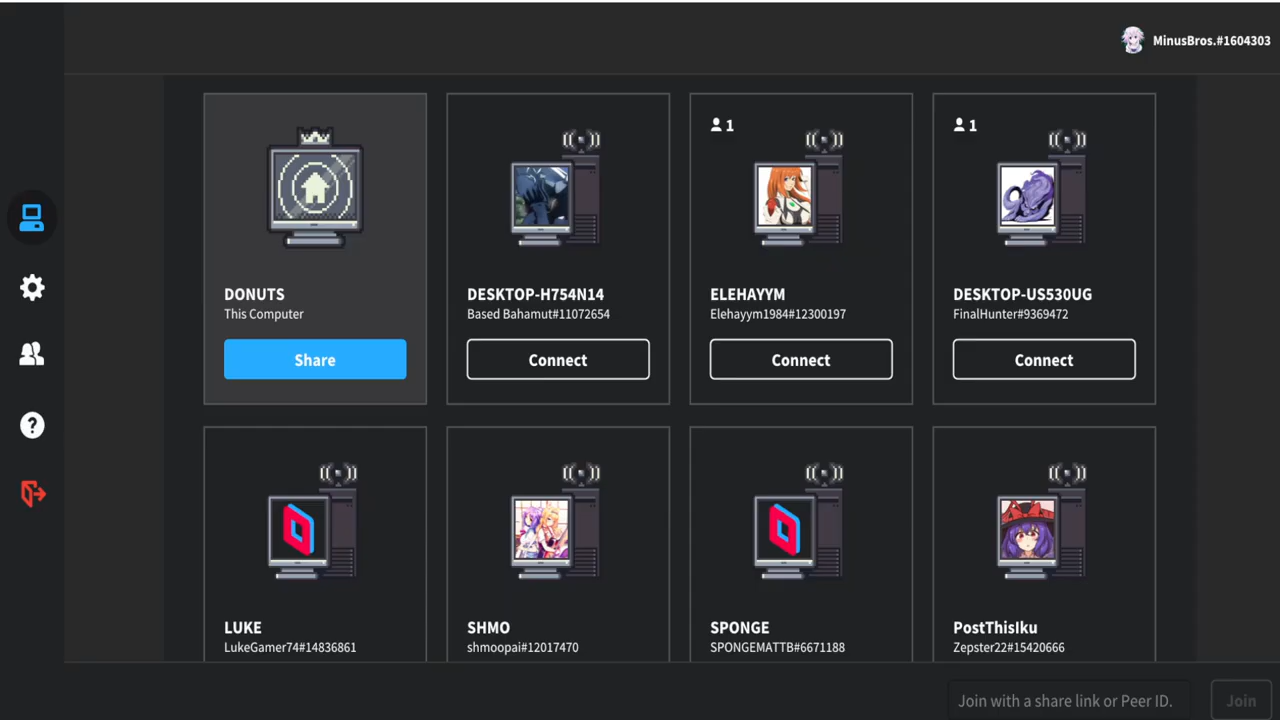 MinusBros.#1604303
1
1
DONUTS
This Computer
Share
DESKTOP-H754N14
Based Bahamut#11072654
Connect
ELEHAYYM
Elehayym1984#12300197
Connect
DESKTOP-US530UG
FinalHunter#9369472
Connect
LUKE
LukeGamer74#14836861
SHMO
shmoopai#12017470
SPONGE
SPONGEMATTB#6671188
PostThisIku
Zepster22#15420666
Join with a share link or Peer ID.
Join